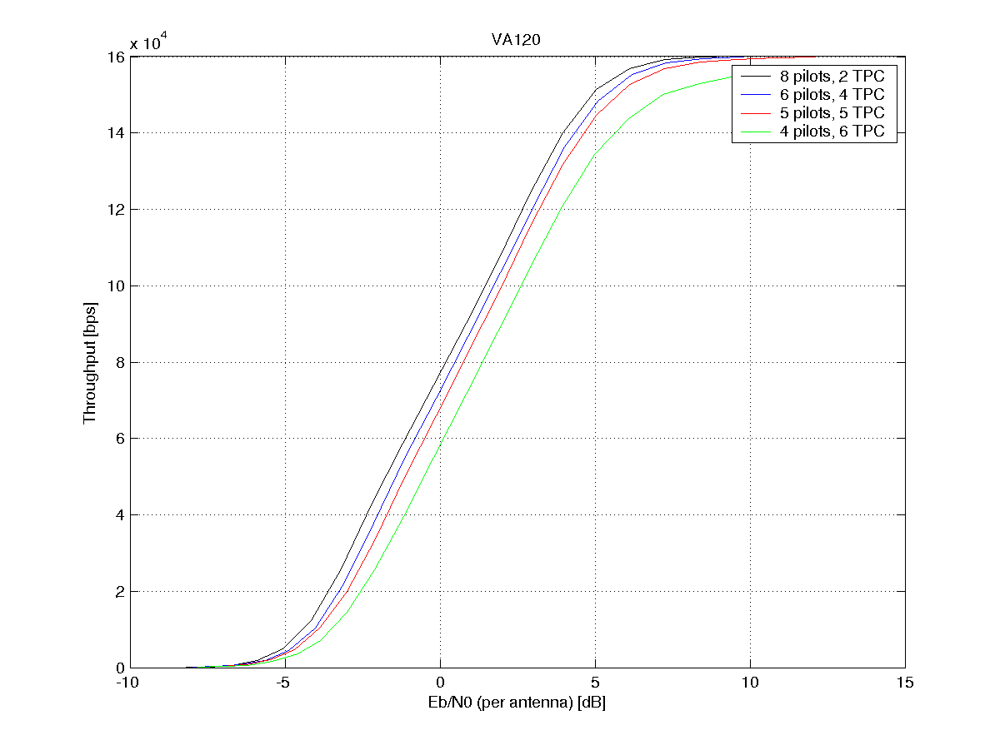 VA120
x 10^4
16
14
12
10
8
6
4
2
0
-10 -5 0 5 10 15
Throughput [bps]
Eb/N0 (per antenna) [dB]
8 pilots, 2 TPC
6 pilots, 4 TPC
5 pilots, 5 TPC
4 pilots, 6 TPC